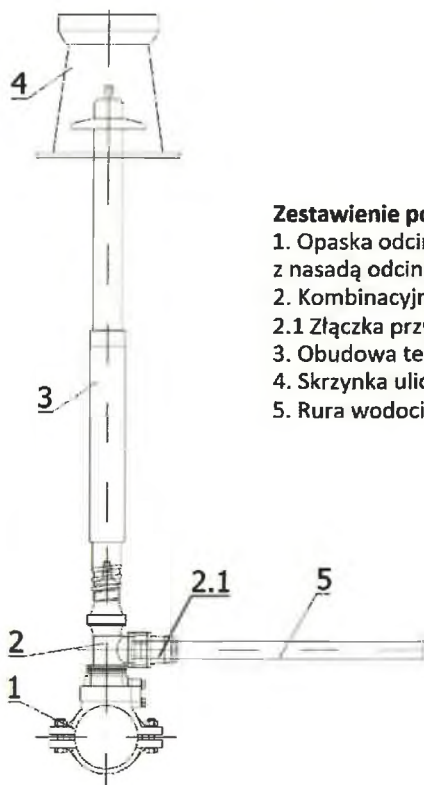 4
Zestawienie po
1. Opaska odcin
z nasadą odcin
2. Kombinacyjn
2.1 Złączka przy
3. Obudowa te
4. Skrzynka ulic
5. Rura wodoci
3
2.1
5
2
1